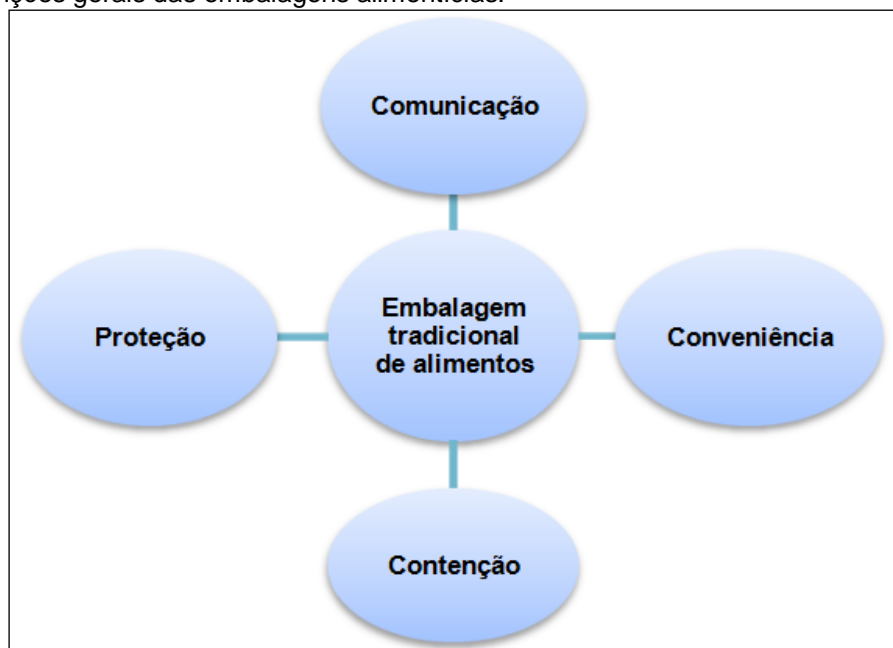 gerais das embalagens alimentícias.
Comunicação
Proteção
Embalagem
tradicional
de alimentos
Conveniência
Contenção